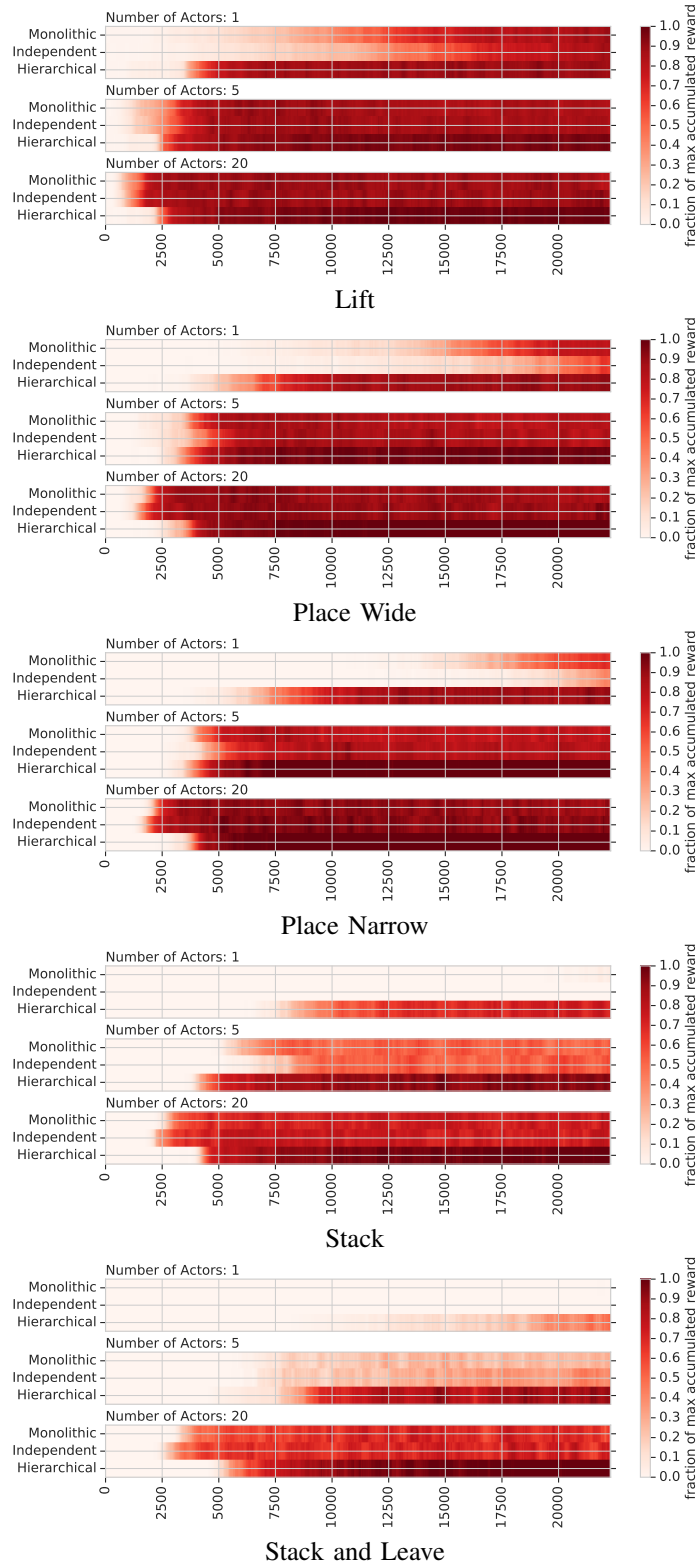 Number of Actors: 1
Monolithic
Independent
Hierarchical
Number of Actors: 5
Monolithic
Independent
Hierarchical
Number of Actors: 20
Monolithic
Independent
Hierarchical
0 2500 5000 7500 10000 12500 15000 17500 20000
1.0
0.9
0.8
0.7
0.6
0.5
0.4
0.3
0.2
0.1
0.0
fraction of max accumulated reward
Lift
Number of Actors: 1
Monolithic
Independent
Hierarchical
Number of Actors: 5
Monolithic
Independent
Hierarchical
Number of Actors: 20
Monolithic
Independent
Hierarchical
0 2500 5000 7500 10000 12500 15000 17500 20000
1.0
0.9
0.8
0.7
0.6
0.5
0.4
0.3
0.2
0.1
0.0
fraction of max accumulated reward
Place Wide
Number of Actors: 1
Monolithic
Independent
Hierarchical
Number of Actors: 5
Monolithic
Independent
Hierarchical
Number of Actors: 20
Monolithic
Independent
Hierarchical
0 2500 5000 7500 10000 12500 15000 17500 20000
1.0
0.9
0.8
0.7
0.6
0.5
0.4
0.3
0.2
0.1
0.0
fraction of max accumulated reward
Place Narrow
Number of Actors: 1
Monolithic
Independent
Hierarchical
Number of Actors: 5
Monolithic
Independent
Hierarchical
Number of Actors: 20
Monolithic
Independent
Hierarchical
0 2500 5000 7500 10000 12500 15000 17500 20000
1.0
0.9
0.8
0.7
0.6
0.5
0.4
0.3
0.2
0.1
0.0
fraction of max accumulated reward
Stack
Number of Actors: 1
Monolithic
Independent
Hierarchical
Number of Actors: 5
Monolithic
Independent
Hierarchical
Number of Actors: 20
Monolithic
Independent
Hierarchical
0 2500 5000 7500 10000 12500 15000 17500 20000
1.0
0.9
0.8
0.7
0.6
0.5
0.4
0.3
0.2
0.1
0.0
fraction of max accumulated reward
Stack and Leave